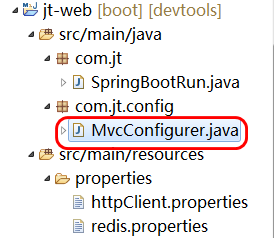 jt-web [boot] [devtools]
src/main/java
com.jt
SpringBootRun.java
com.jt.config
MvcConfigurer.java
src/main/resources
properties
httpClient.properties
redis.properties